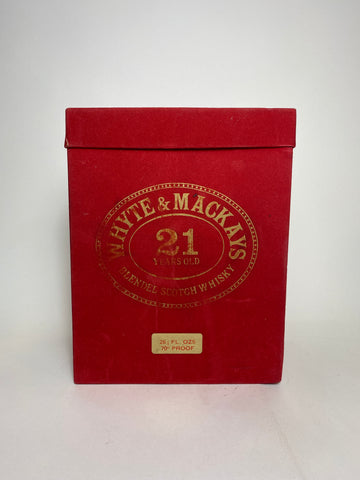 WHYTE & MACKAYS
21
YEARS OLD
BLENDED SCOTCH WHISKY
26⅔ FL. OZS
70° PROOF